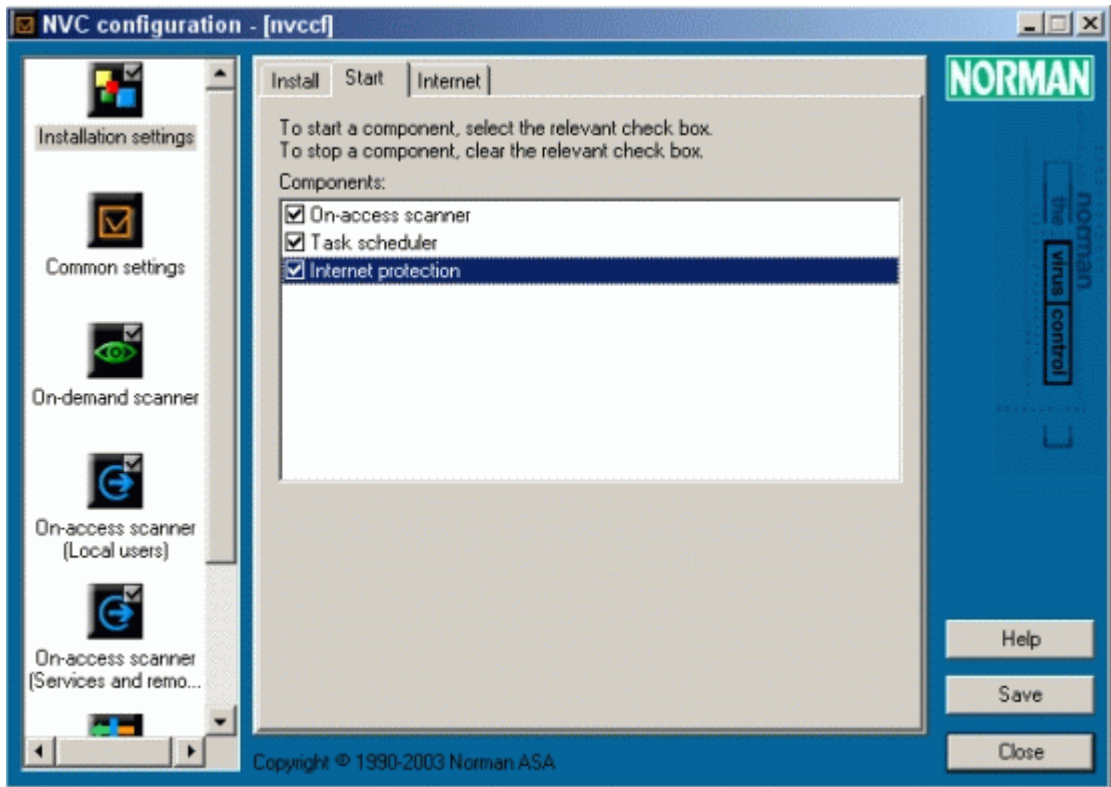 NVC configuration - [nvccf]
Installation settings
Common settings
On-demand scanner
On-access scanner
(Local users)
On-access scanner
(Services and remo...
Install
Start
Internet
To start a component, select the relevant check box.
To stop a component, clear the relevant check box.
Components:
On-access scanner
Task scheduler
Internet protection
NORMAN
norman
the virus control
Help
Save
Close
Copyright © 1990-2003 Norman ASA